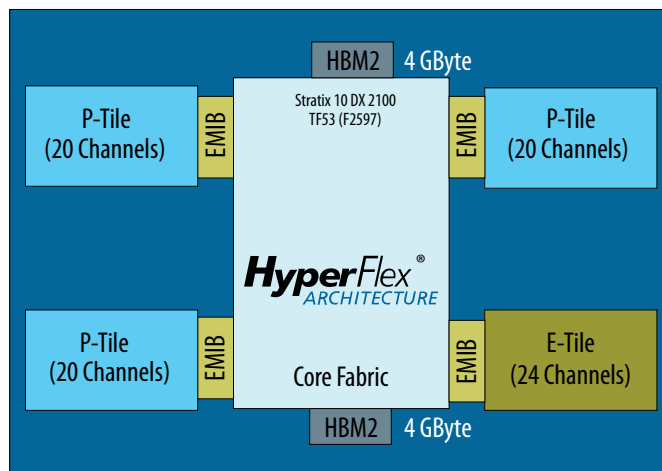 HBM2 4 GByte
Stratix 10 DX 2100
TF53 (F2597)
P-Tile
(20 Channels)
EMIB
EMIB
P-Tile
(20 Channels)
HyperFlex®
ARCHITECTURE
P-Tile
(20 Channels)
EMIB
Core Fabric
EMIB
E-Tile
(24 Channels)
HBM2 4 GByte